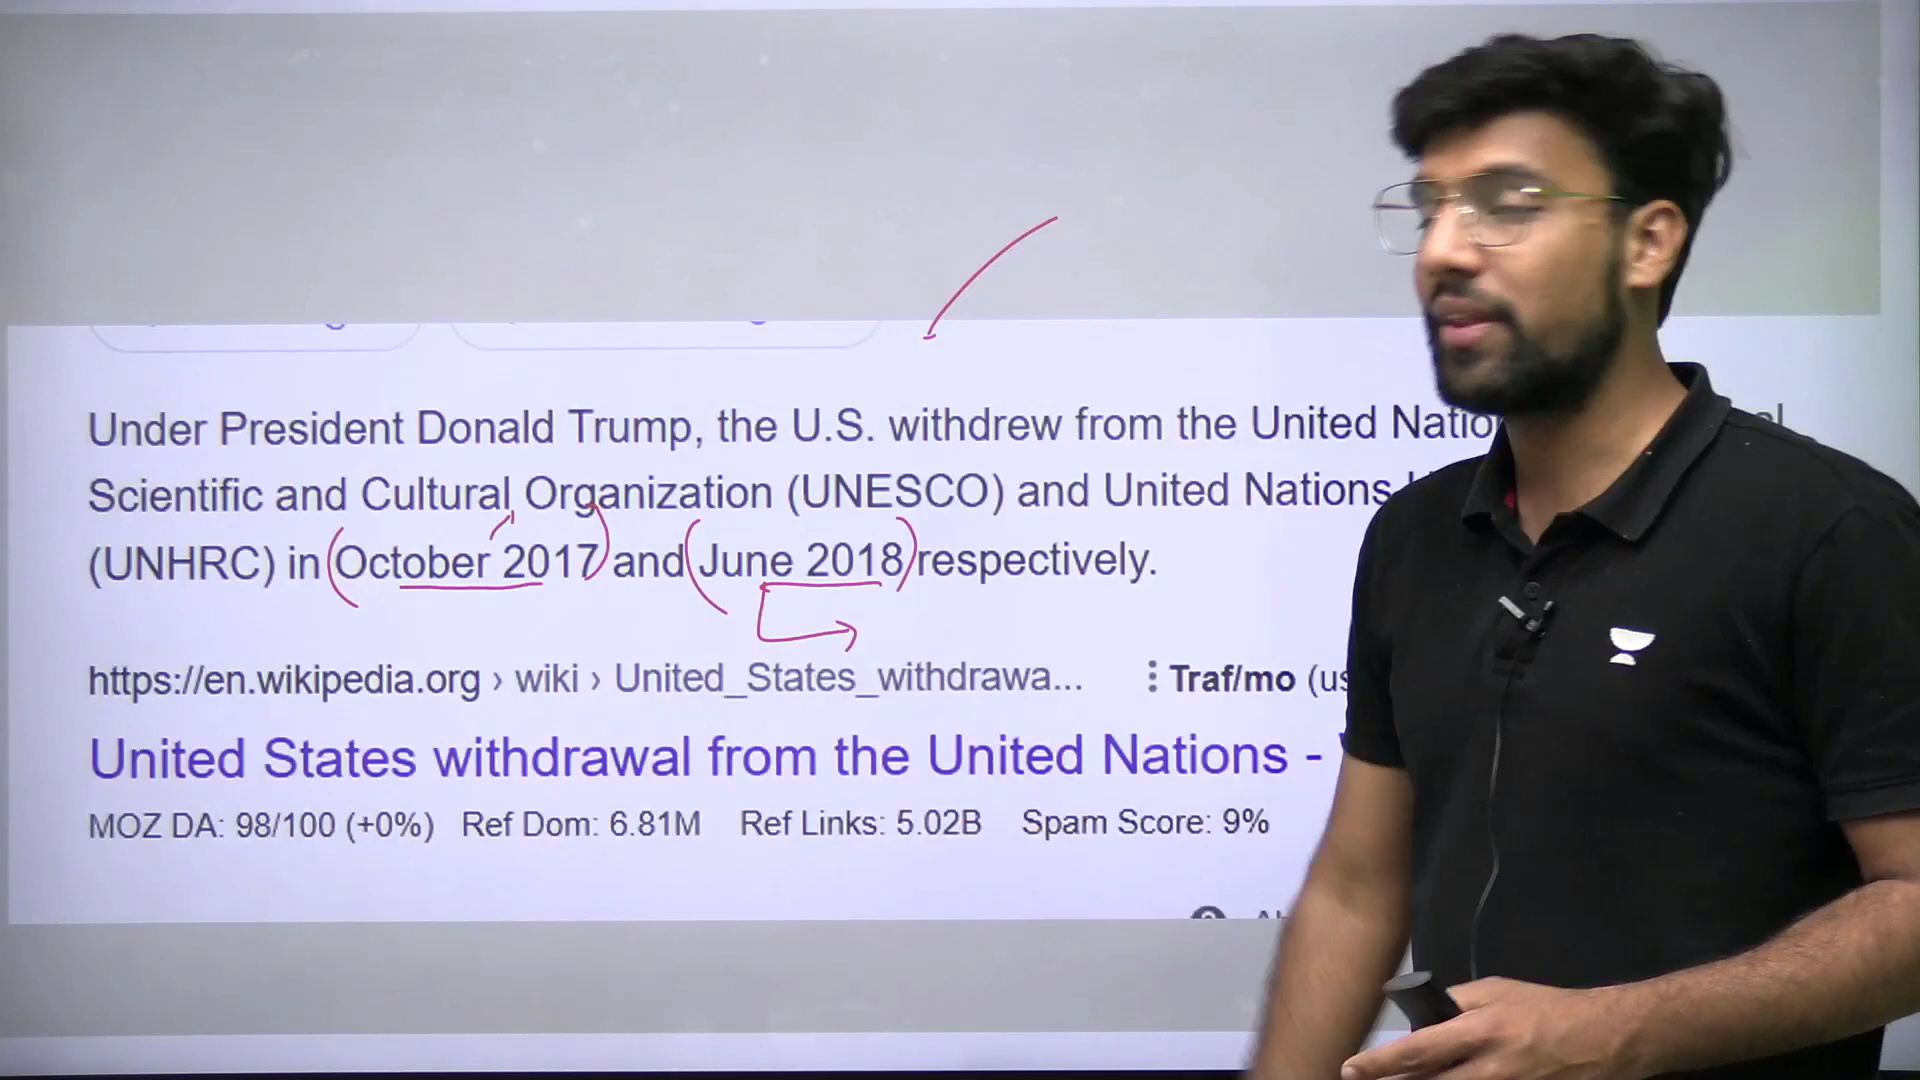 Under President Donald Trump, the U.S. withdrew from the United
Scientific and Cultural Organization (UNESCO) and United Nations
(UNHRC) in October 2017 and June 2018 respectively.
https://en.wikipedia.org › wiki › United_States_withdrawa... Traf/mo
United States withdrawal from the United Nations -
MOZ DA: 98/100 (+0%) Ref Dom: 6.81M Ref Links: 5.02B Spam Score: 9%